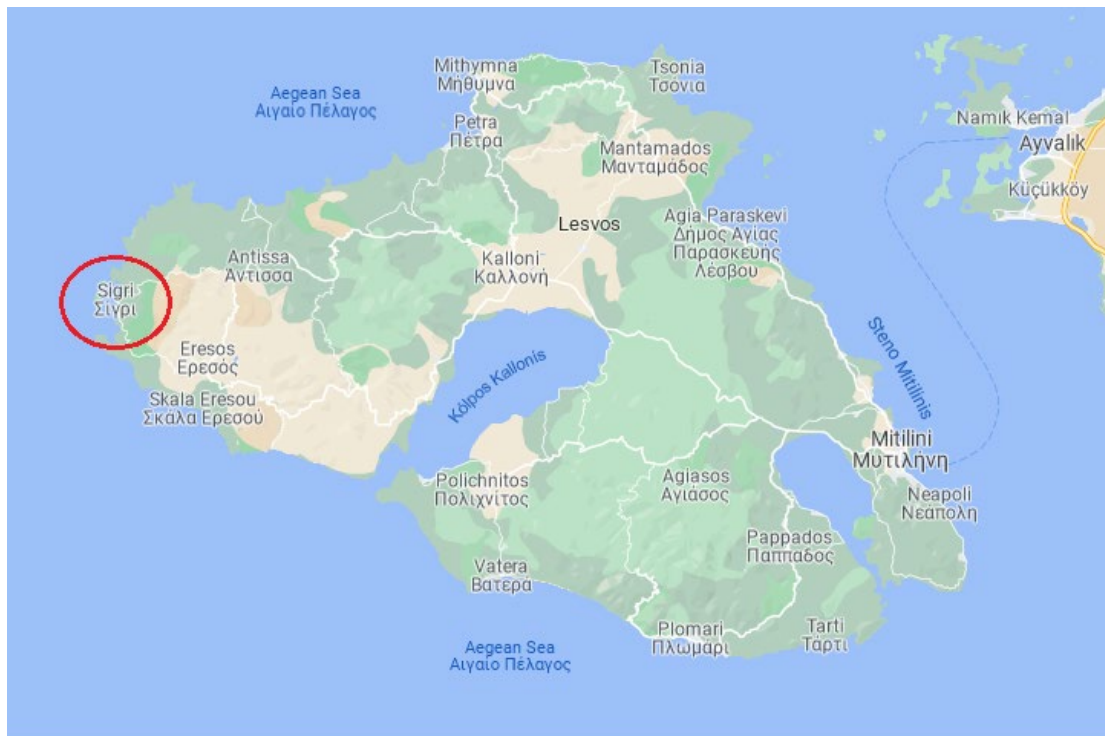 Mithymna
Μήθυμνα
Tsonia
Τσόνια
Aegean Sea
Αιγαίο Πέλαγος
Petra
Πέτρα
Namık Kemal
Ayvalık
Mantamados
Μανταμάδος
Küçükköy
Lesvos
Agia Paraskevi
Δήμος Αγίας
Παρασκευής
Λέσβου
Antissa
Άντισσα
Kalloni
Καλλονή
Sigri
Σίγρι
Eresos
Ερεσός
Steno Mitilinis
Kólpos Kallonís
Skala Eresou
Σκάλα Ερεσού
Mitilini
Μυτιλήνη
Polichnitos
Πολιχνίτος
Agiasos
Αγιάσος
Neapoli
Νεάπολη
Pappados
Παππαδος
Vatera
Βατερά
Plomari
Πλωμάρι
Tarti
Τάρτι
Aegean Sea
Αιγαίο Πέλαγος